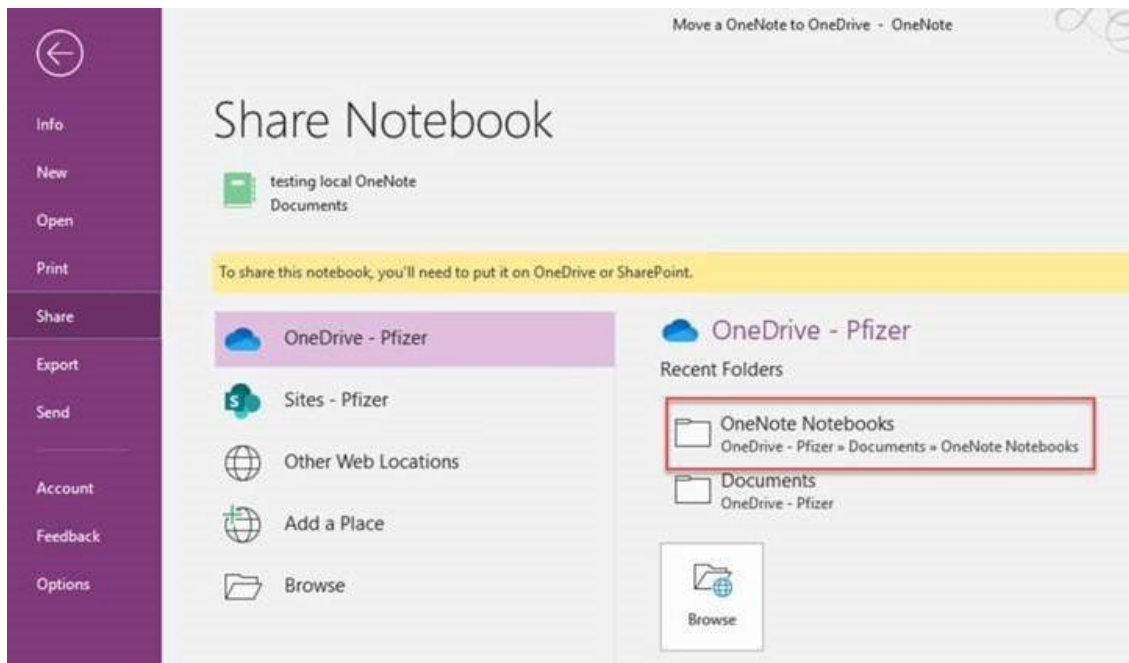 Move a OneNote to OneDrive - OneNote
Info
New
Open
Print
Share
Export
Send
Account
Feedback
Options
Share Notebook
testing local OneNote
Documents
To share this notebook, you'll need to put it on OneDrive or SharePoint.
OneDrive - Pfizer
Sites - Pfizer
Other Web Locations
Add a Place
Browse
OneDrive - Pfizer
Recent Folders
OneNote Notebooks
OneDrive - Pfizer » Documents » OneNote Notebooks
Documents
OneDrive - Pfizer
Browse